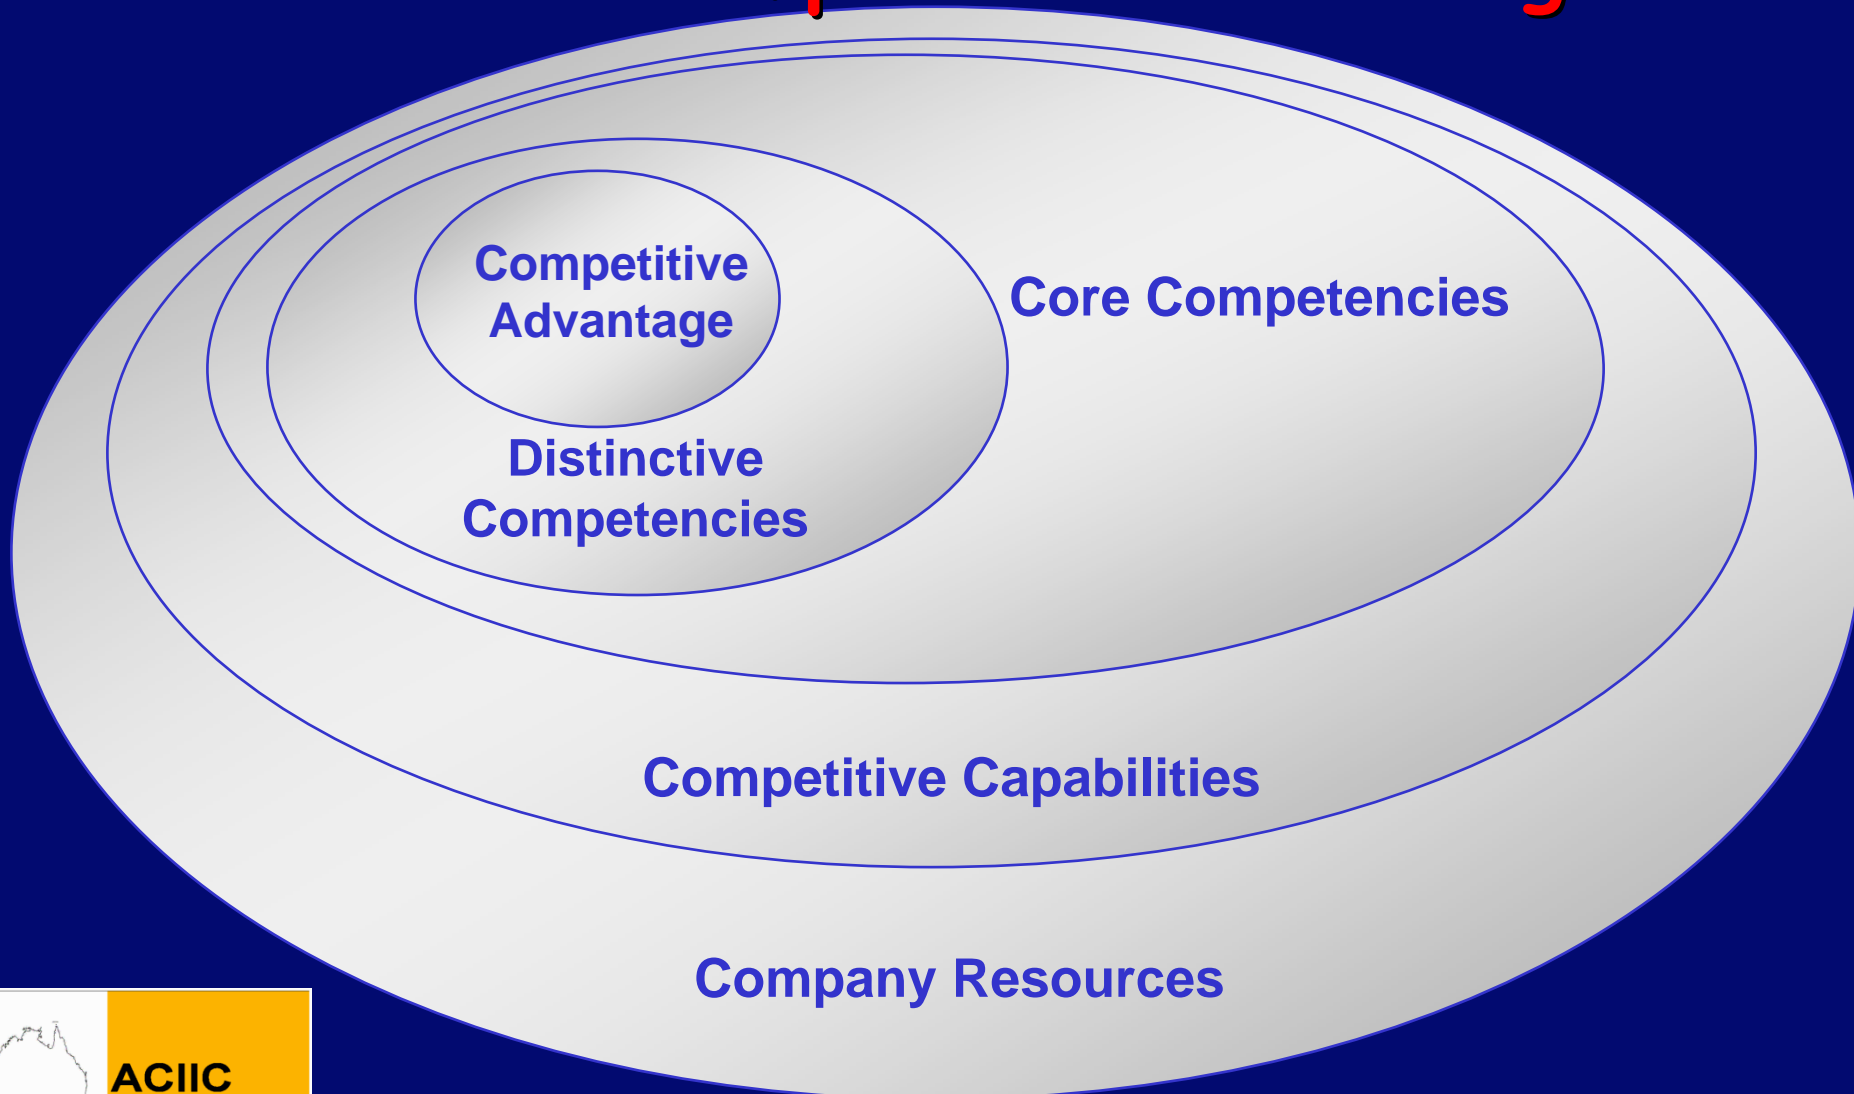 Competitive
Advantage
Core Competencies
Distinctive
Competencies
Competitive Capabilities
Company Resources
ACIIC